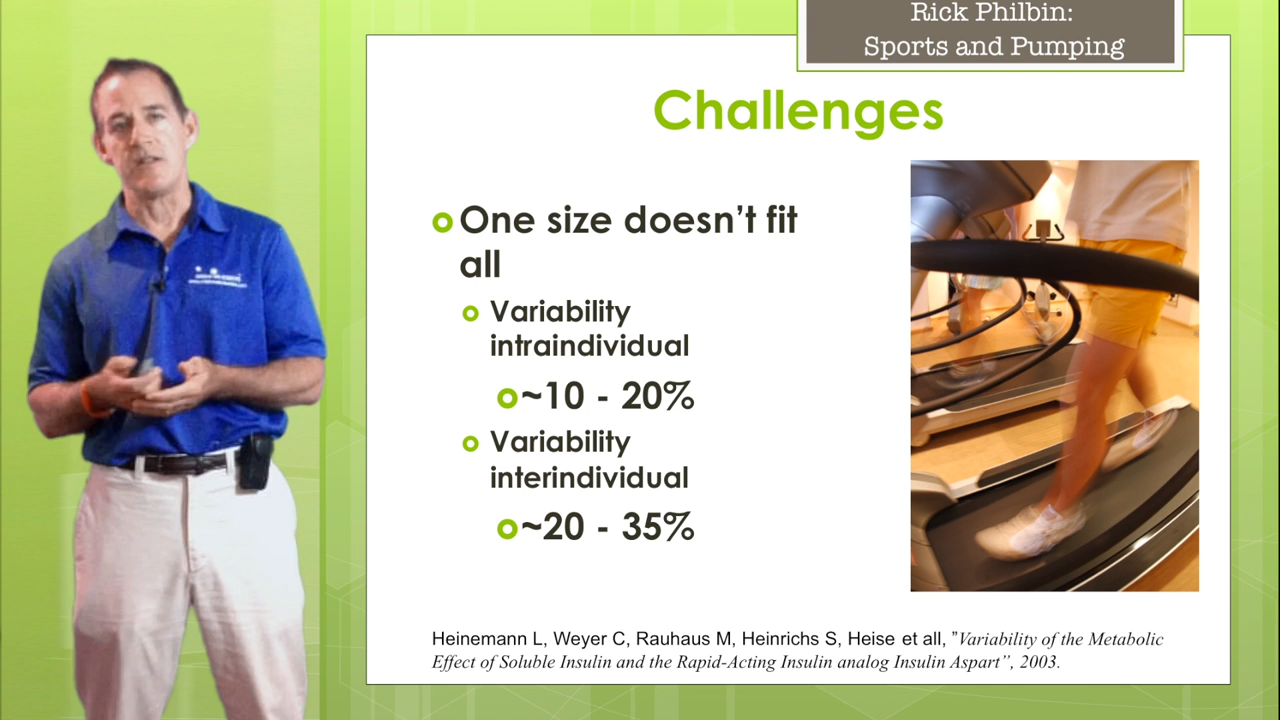 Rick Philbin:
Sports and Pumping
Challenges
One size doesn’t fit
all
Variability
intraindividual
~10 - 20%
Variability
interindividual
~20 - 35%
Heinemann L, Weyer C, Rauhaus M, Heinrichs S, Heise et all, ”Variability of the Metabolic
Effect of Soluble Insulin and the Rapid-Acting Insulin analog Insulin Aspart”, 2003.